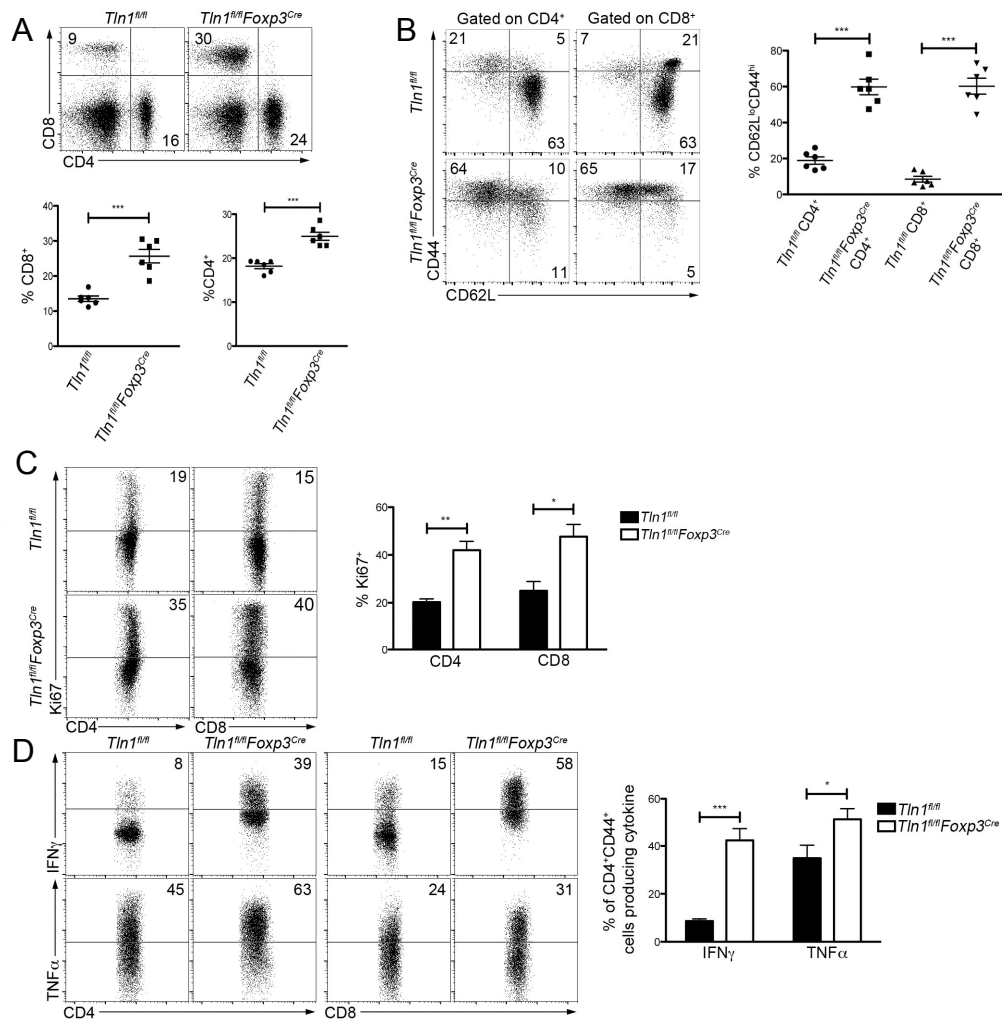 A
Tln1fl/fl
Tln1fl/flFoxp3Cre
9
30
16
24
CD8
CD4
% CD8+
40
30
20
10
0
Tln1fl/fl
Tln1fl/flFoxp3Cre
***
%CD4+
30
20
10
0
Tln1fl/fl
Tln1fl/flFoxp3Cre
***
B
Gated on CD4+
Gated on CD8+
Tln1fl/fl
21
5
63
7
21
63
Tln1fl/flFoxp3Cre
64
10
11
65
17
5
CD44
CD62L
% CD62LloCD44hi
80
60
40
20
0
***
***
Tln1fl/fl CD4+
Tln1fl/flFoxp3Cre
CD4+
Tln1fl/fl CD8+
Tln1fl/flFoxp3Cre
CD8+
C
Tln1fl/fl
19
15
Tln1fl/flFoxp3Cre
35
40
Ki67
CD4
CD8
% Ki67+
60
40
20
0
**
*
CD4
CD8
Tln1fl/fl
Tln1fl/flFoxp3Cre
D
Tln1fl/fl
Tln1fl/flFoxp3Cre
Tln1fl/fl
Tln1fl/flFoxp3Cre
8
39
15
58
IFNγ
45
63
24
31
TNFα
CD4
CD8
% of CD4+CD44+
cells producing cytokine
60
40
20
0
***
*
IFNγ
TNFα
Tln1fl/fl
Tln1fl/flFoxp3Cre